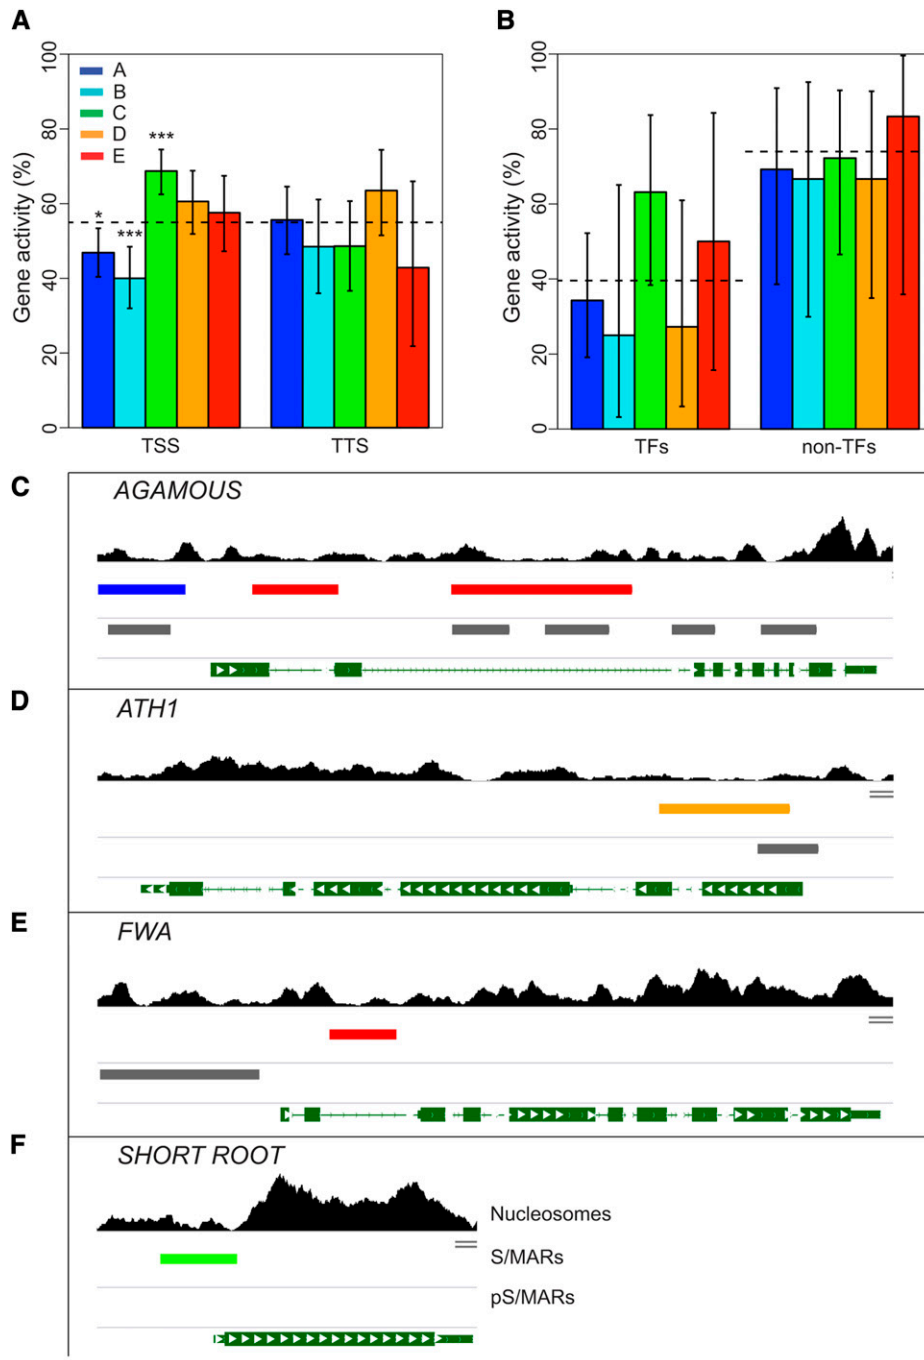 A
B
Gene activity (%)
100
80
60
40
20
0
A
B
C
D
E
*
***
***
TSS
TTS
Gene activity (%)
100
80
60
40
20
0
TFs
non-TFs
C
AGAMOUS
D
ATH1
E
FWA
F
SHORT ROOT
Nucleosomes
S/MARs
pS/MARs